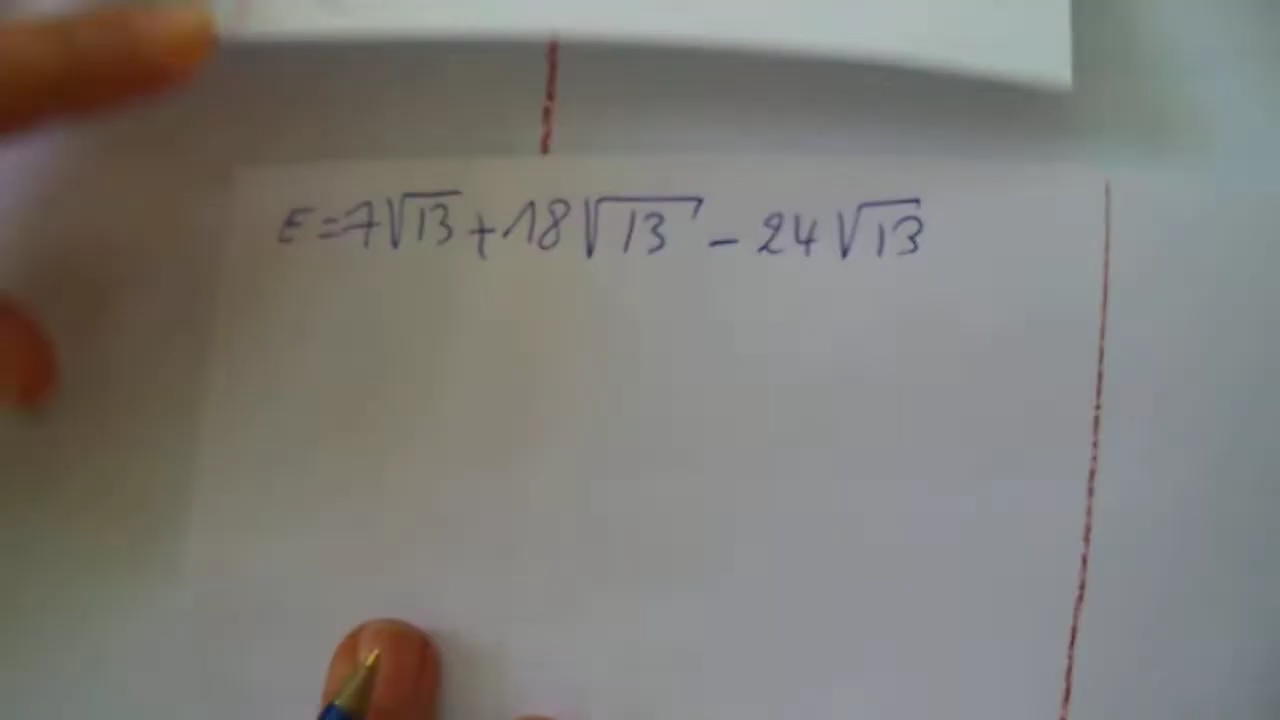 E = 7√13 + 18√13 - 24√13